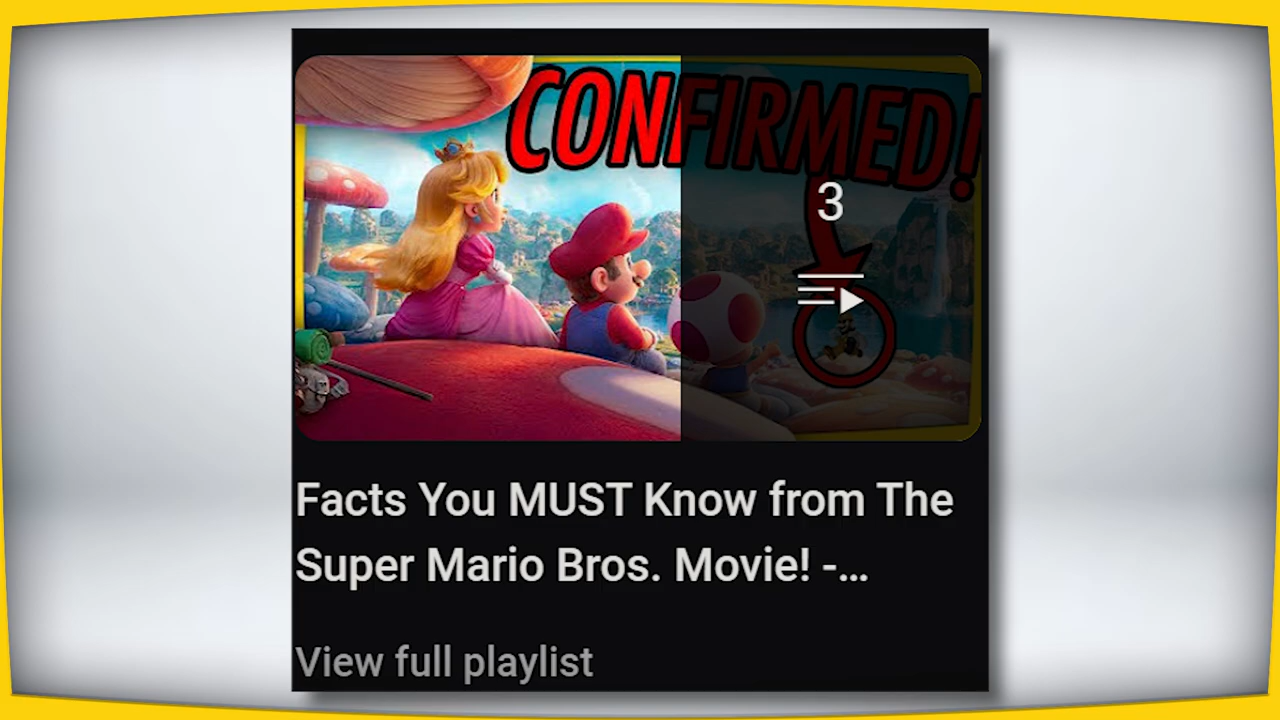 CONFIRMED!
3
Facts You MUST Know from The
Super Mario Bros. Movie! -...
View full playlist